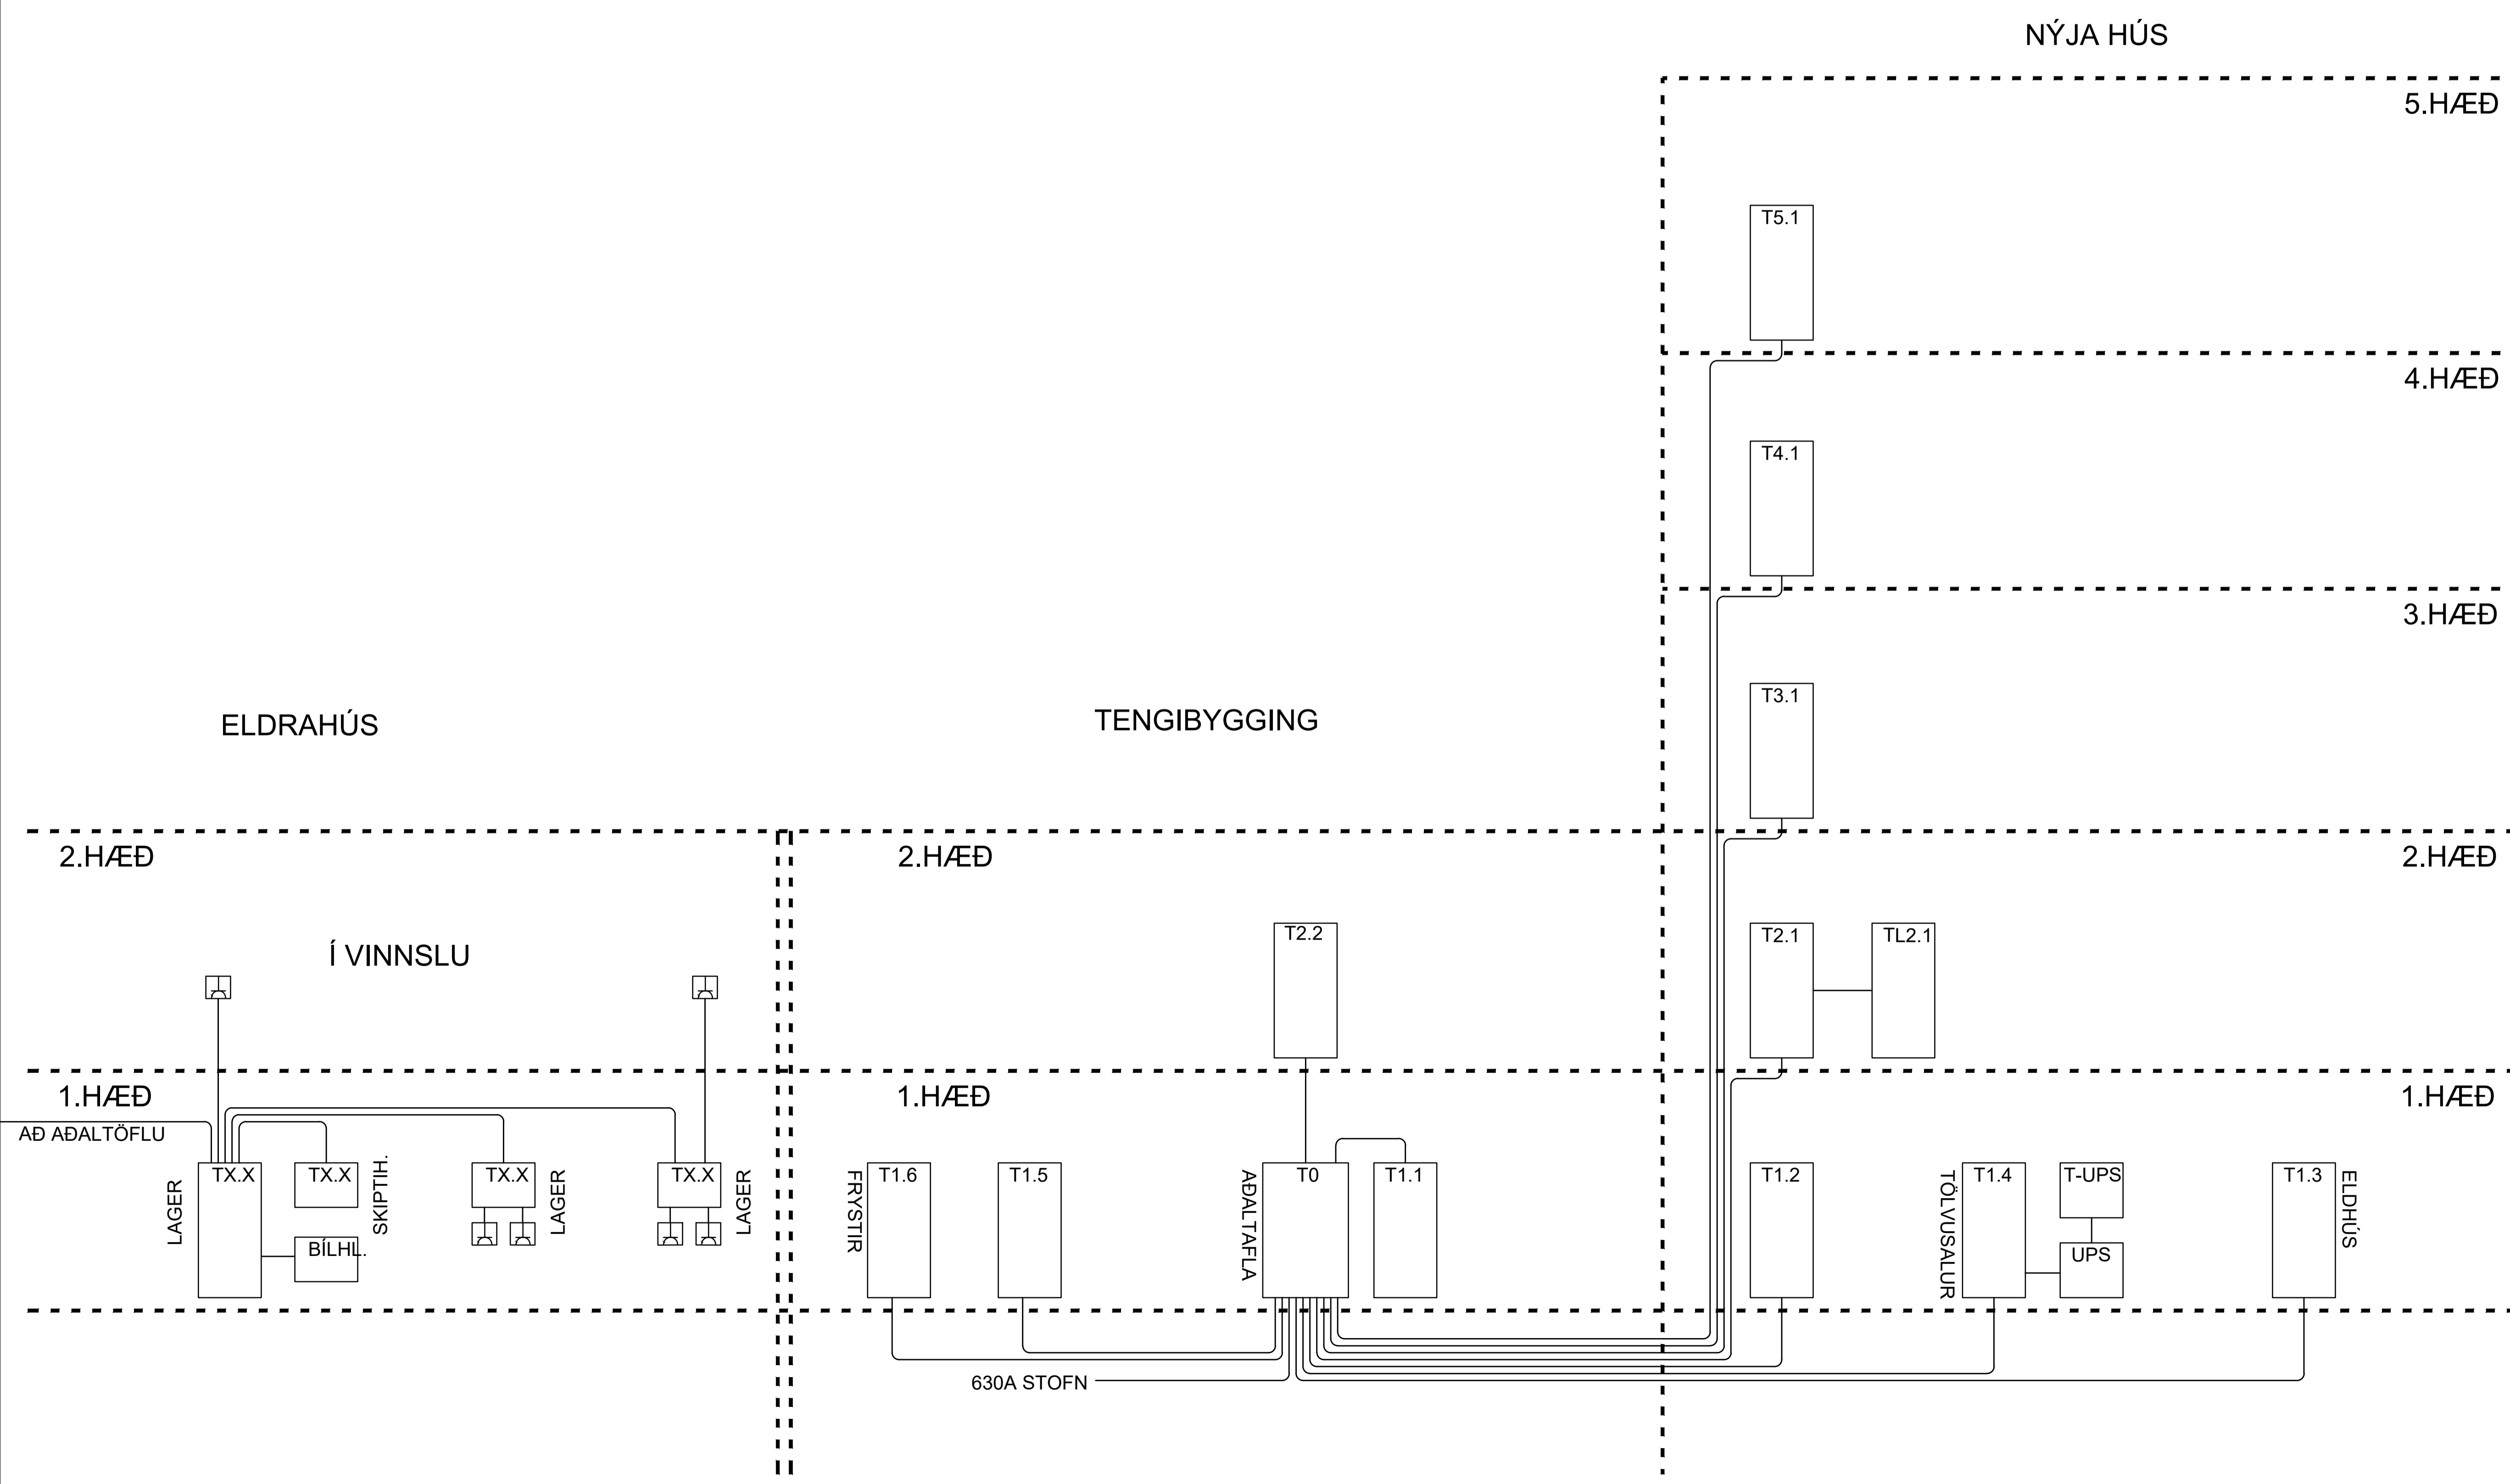 NÝJA HÚS
5.HÆÐ
T5.1
4.HÆÐ
T4.1
3.HÆÐ
T3.1
ELDRAHÚS
TENGIBYGGING
2.HÆÐ
2.HÆÐ
2.HÆÐ
Í VINNSLU
T2.2
T2.1
TL2.1
1.HÆÐ
1.HÆÐ
1.HÆÐ
AÐ AÐALTÖFLU
LAGER
TX.X
TX.X
SKIPTIH.
BÍLHL.
TX.X
LAGER
TX.X
LAGER
FRYSTIR
T1.6
T1.5
AÐALTAFLA
T0
T1.1
T1.2
TÖLVUSALUR
T1.4
T-UPS
UPS
T1.3
ELDHÚS
630A STOFN